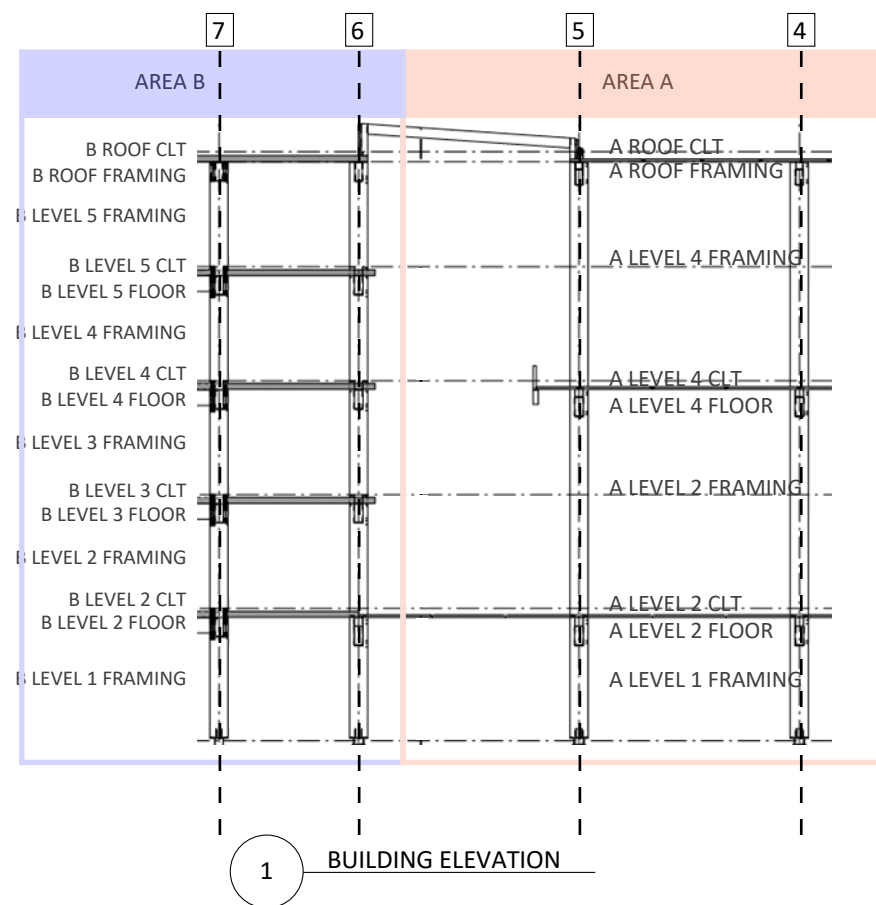 7 6 5 4
AREA B
AREA A
B ROOF CLT
B ROOF FRAMING
B LEVEL 5 FRAMING
B LEVEL 5 CLT
B LEVEL 5 FLOOR
B LEVEL 4 FRAMING
B LEVEL 4 CLT
B LEVEL 4 FLOOR
B LEVEL 3 FRAMING
B LEVEL 3 CLT
B LEVEL 3 FLOOR
B LEVEL 2 FRAMING
B LEVEL 2 CLT
B LEVEL 2 FLOOR
B LEVEL 1 FRAMING
A ROOF CLT
A ROOF FRAMING
A LEVEL 4 FRAMING
A LEVEL 4 CLT
A LEVEL 4 FLOOR
A LEVEL 2 FRAMING
A LEVEL 2 CLT
A LEVEL 2 FLOOR
A LEVEL 1 FRAMING
1 BUILDING ELEVATION